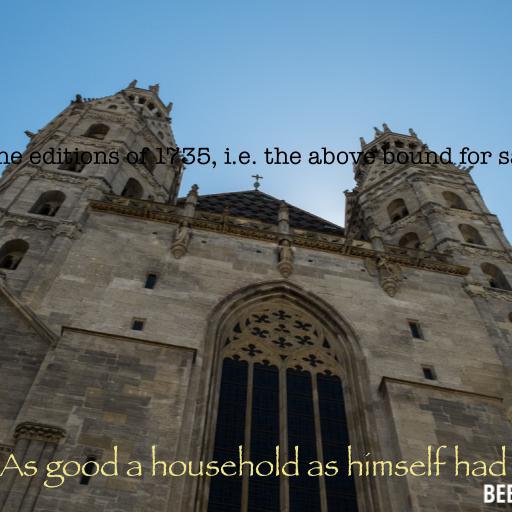 he editions of 1735, i.e. the above bound for sa
As good a household as himself had
BEE